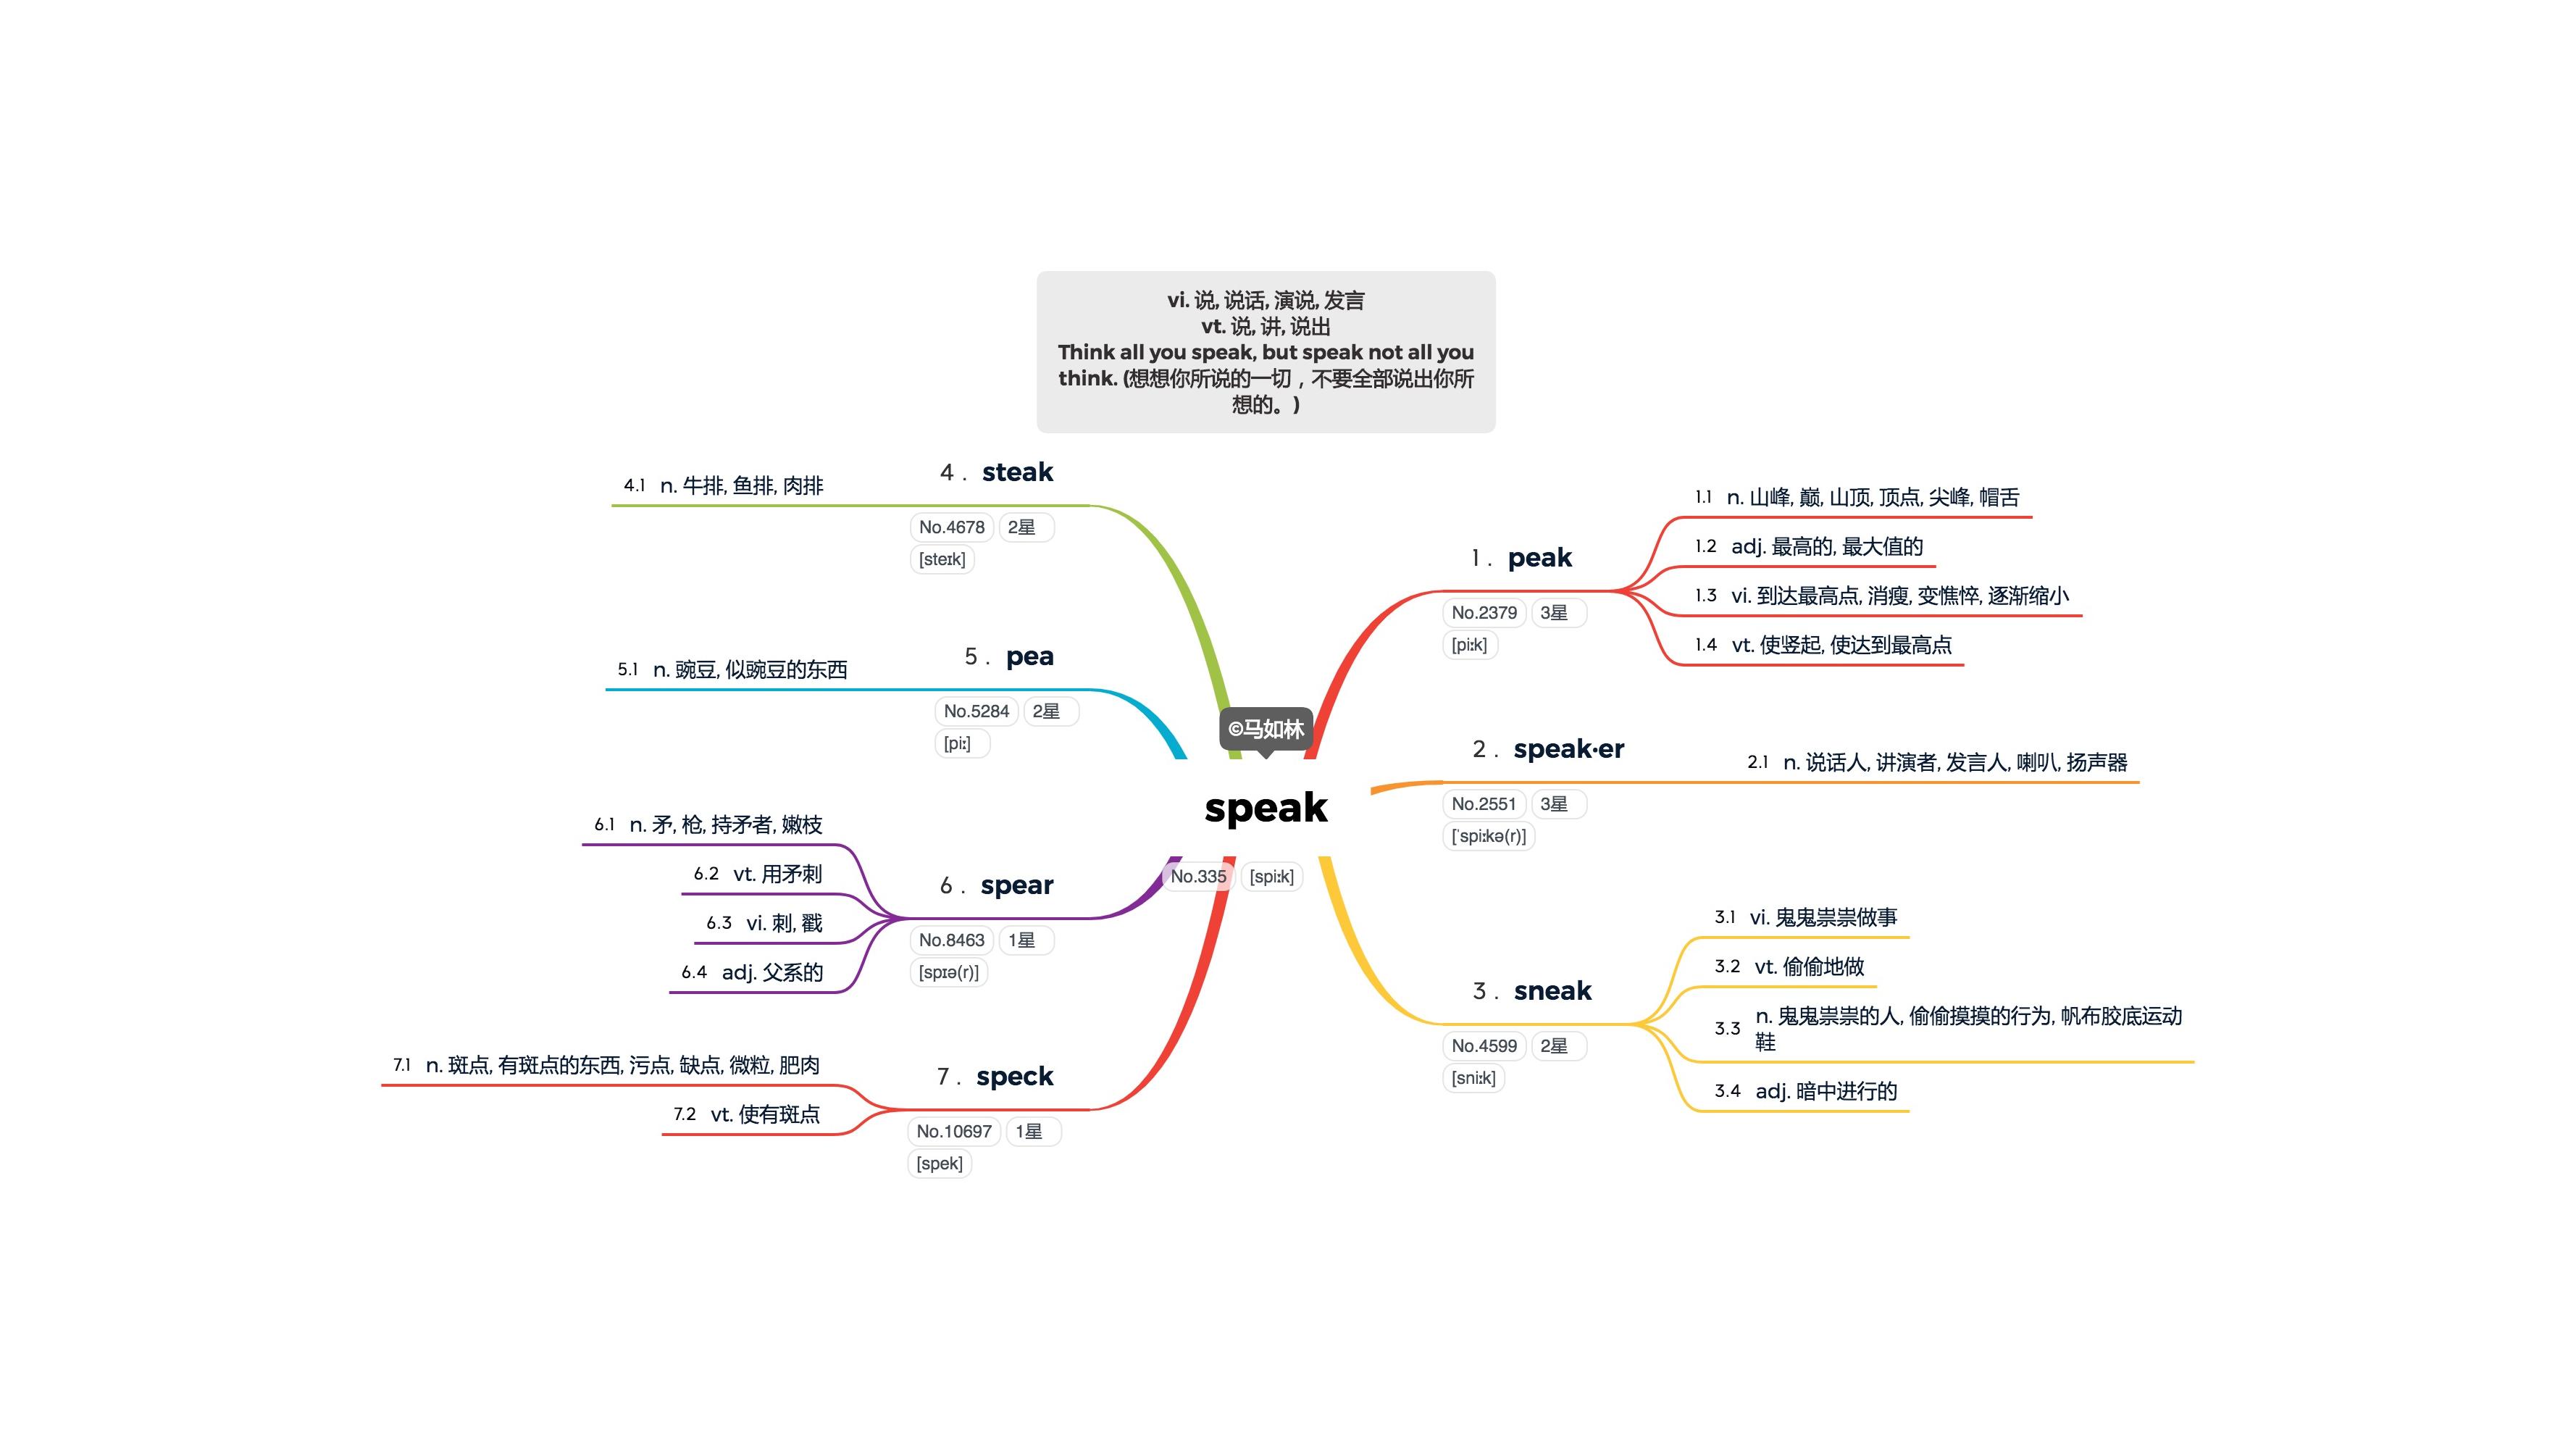 vi. 说, 说话, 演说, 发言
vt. 说, 讲, 说出
Think all you speak, but speak not all you
think. (想想你所说的一切，不要全部说出你所
想的。)
©马如林
speak
No.335 [spiːk]
1. peak
No.2379 3星
[piːk]
1.1 n. 山峰, 巅, 山顶, 顶点, 尖峰, 帽舌
1.2 adj. 最高的, 最大值的
1.3 vi. 到达最高点, 消瘦, 变憔悴, 逐渐缩小
1.4 vt. 使竖起, 使达到最高点
2. speak·er
No.2551 3星
[ˈspiːkə(r)]
2.1 n. 说话人, 讲演者, 发言人, 喇叭, 扬声器
3. sneak
No.4599 2星
[sniːk]
3.1 vi. 鬼鬼祟祟做事
3.2 vt. 偷偷地做
3.3 n. 鬼鬼祟祟的人, 偷偷摸摸的行为, 帆布胶底运动
鞋
3.4 adj. 暗中进行的
4. steak
No.4678 2星
[steɪk]
4.1 n. 牛排, 鱼排, 肉排
5. pea
No.5284 2星
[piː]
5.1 n. 豌豆, 似豌豆的东西
6. spear
No.8463 1星
[spɪə(r)]
6.1 n. 矛, 枪, 持矛者, 嫩枝
6.2 vt. 用矛刺
6.3 vi. 刺, 戳
6.4 adj. 父系的
7. speck
No.10697 1星
[spek]
7.1 n. 斑点, 有斑点的东西, 污点, 缺点, 微粒, 肥肉
7.2 vt. 使有斑点